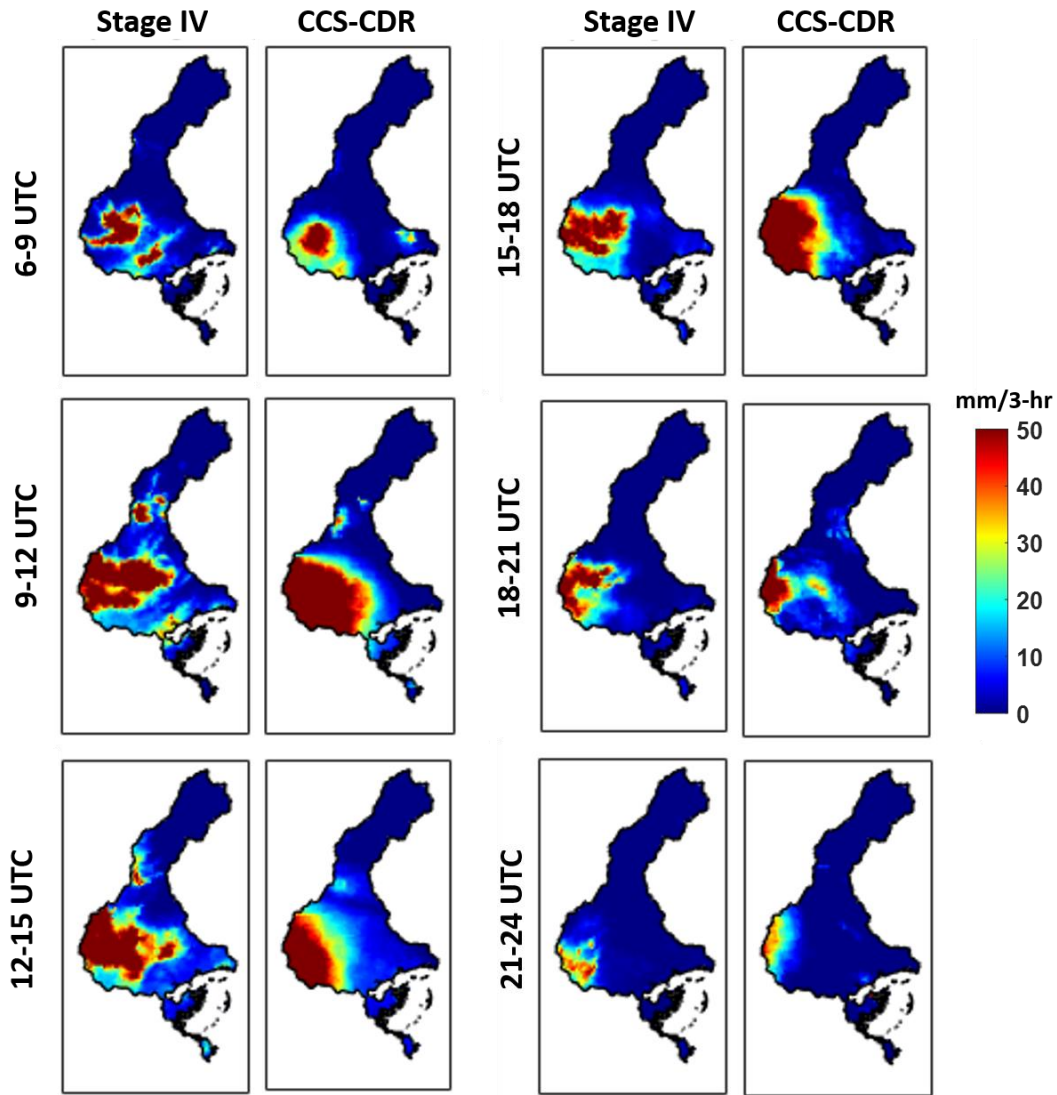 Stage IV CCS-CDR Stage IV CCS-CDR
6-9 UTC
15-18 UTC
9-12 UTC
18-21 UTC
mm/3-hr
50
40
30
20
10
0
12-15 UTC
21-24 UTC